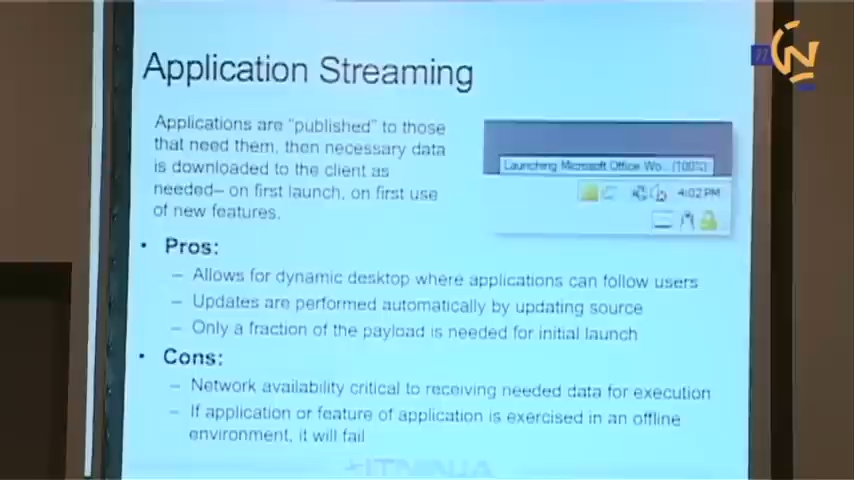 Application Streaming
Applications are "published" to those
that need them, then necessary data
is downloaded to the client as
needed– on first launch, on first use
of new features.
Launching Microsoft Office Wo... (100%)
4:02 PM
• Pros:
– Allows for dynamic desktop where applications can follow users
– Updates are performed automatically by updating source
– Only a fraction of the payload is needed for initial launch
• Cons:
– Network availability critical to receiving needed data for execution
– If application or feature of application is exercised in an offline
environment, it will fail
ITNINJA